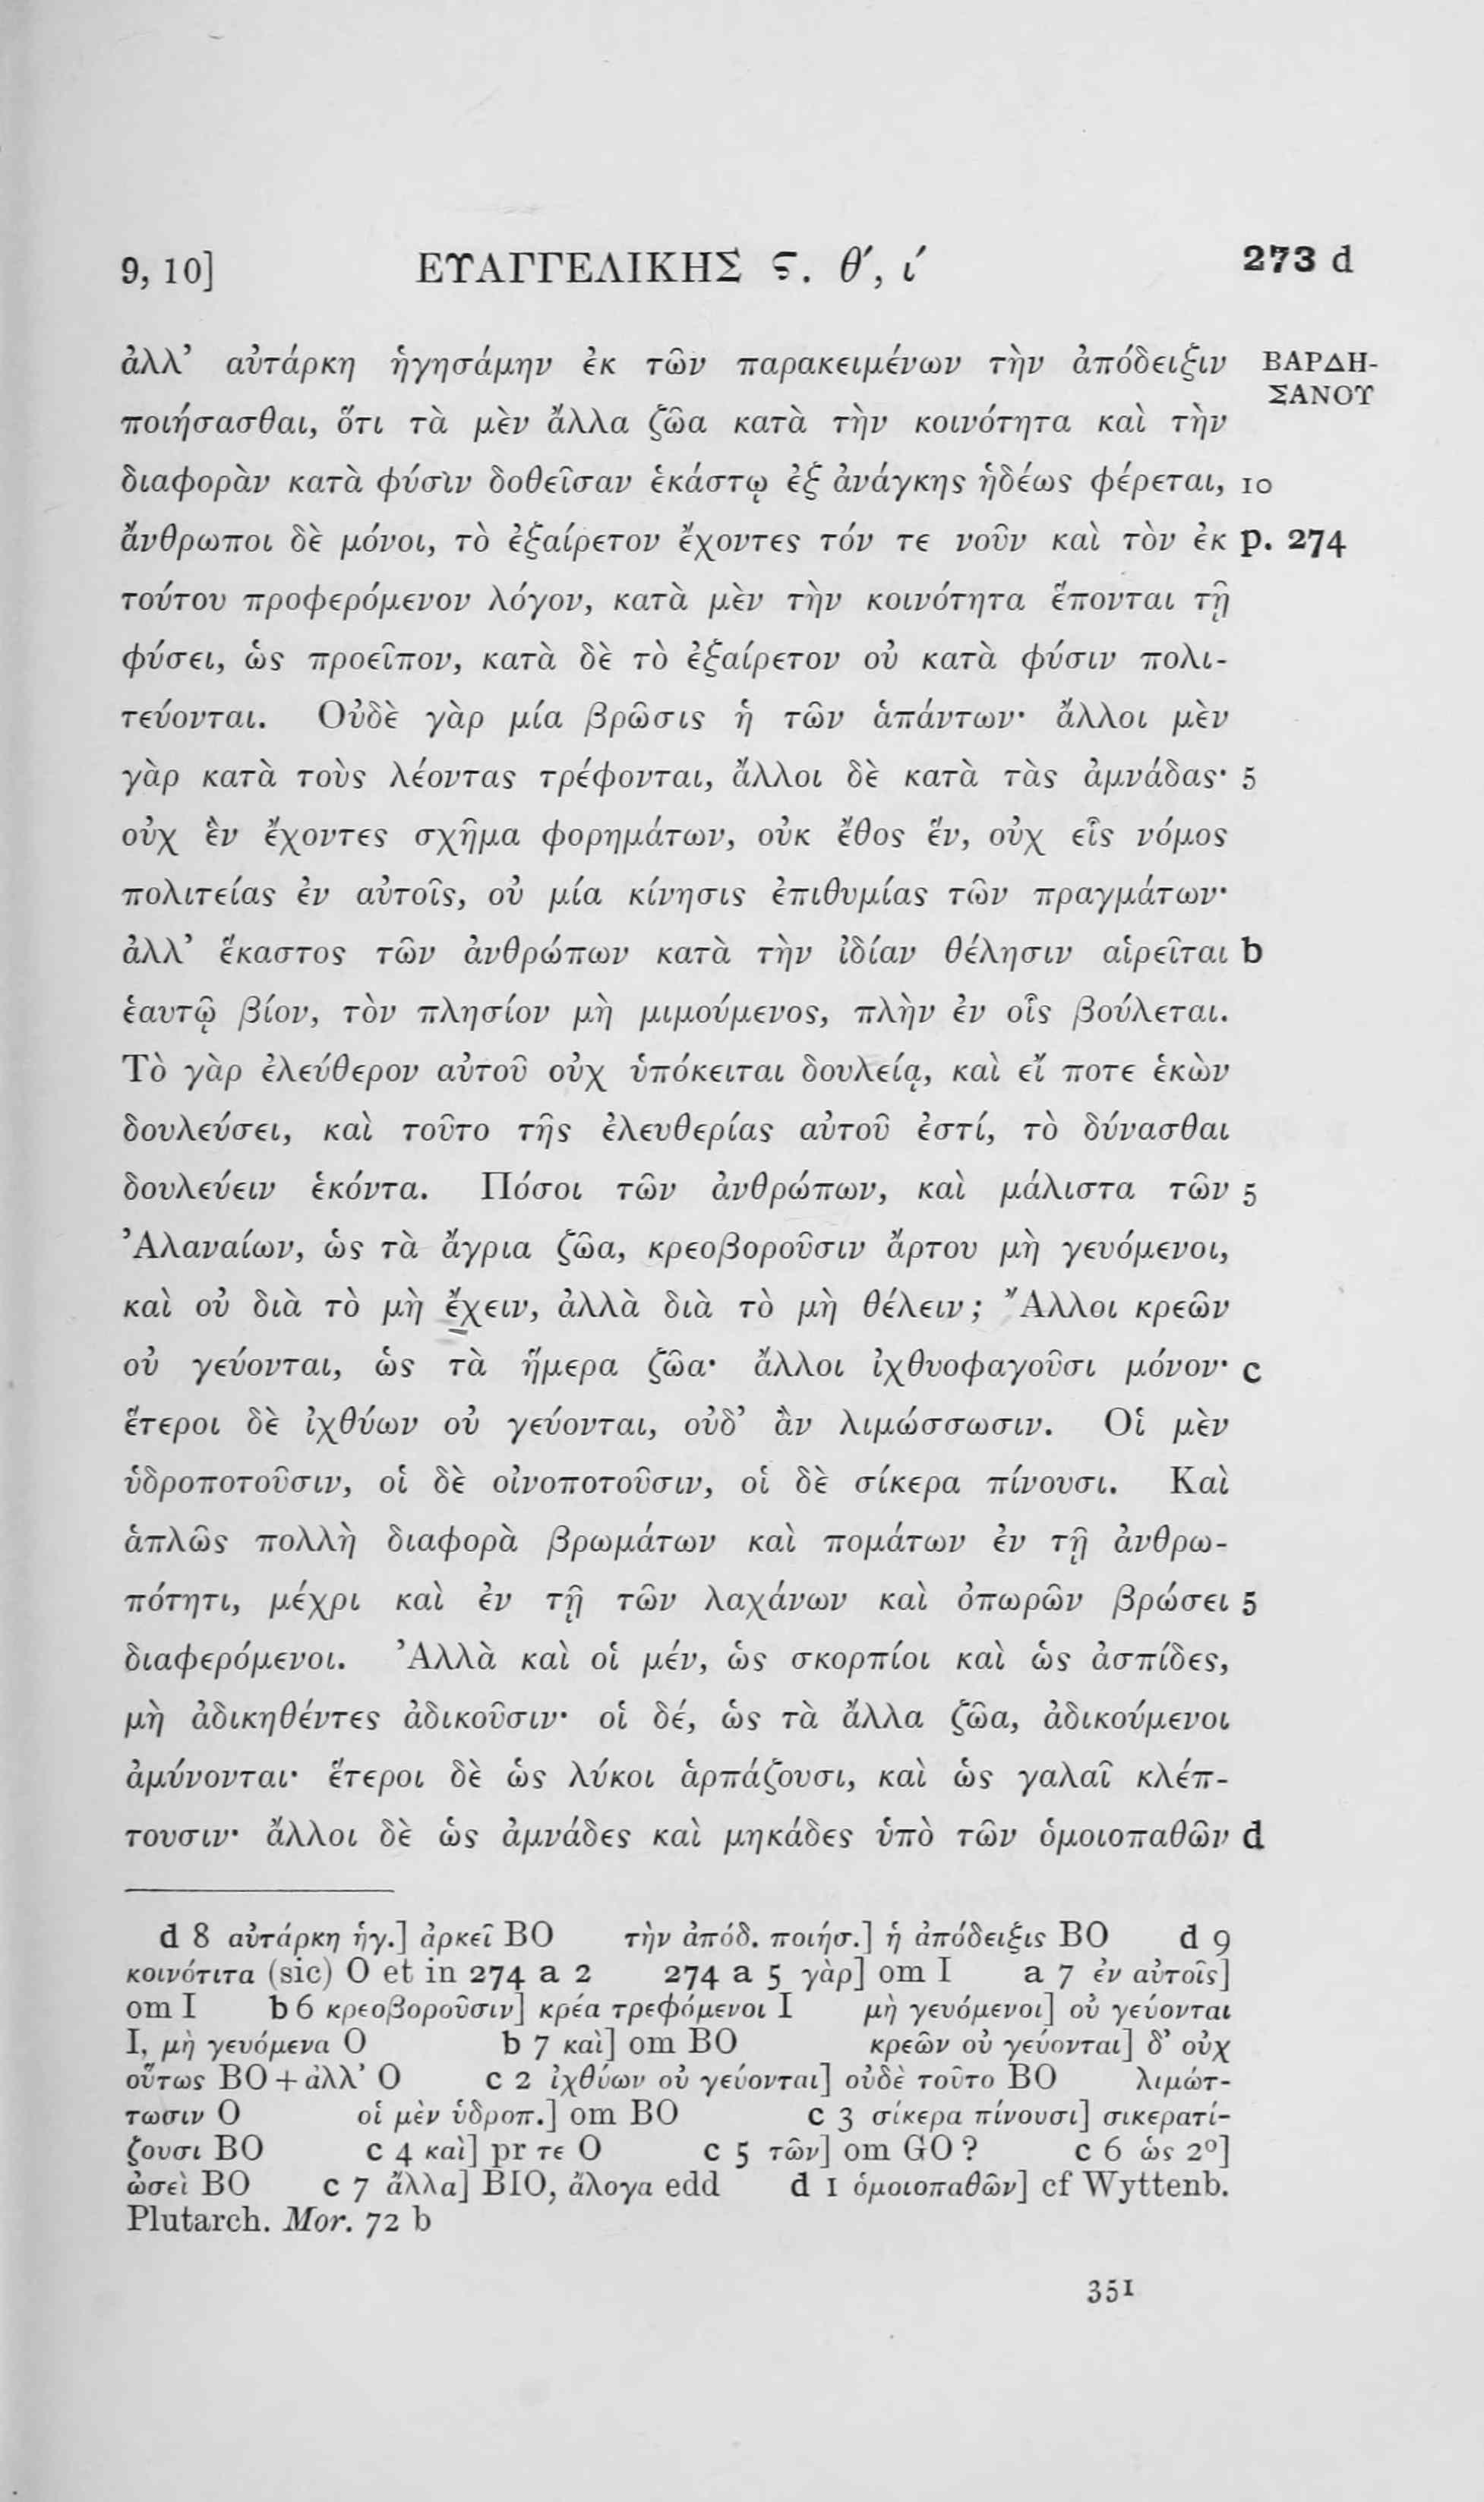 9, 10] ΕΥΑΓΓΕΛΙΚΗΣ ϛ. θ′, ι′ 273 d
ἀλλ’ αὐτάρκη ἡγησάμην ἐκ τῶν παρακειμένων τὴν ἀπόδειξιν ΒΑΡΔΗ-
ΣΑΝΟΥ
ποιήσασθαι, ὅτι τὰ μὲν ἄλλα ζῶα κατὰ τὴν κοινότητα καὶ τὴν
διαφορὰν κατὰ φύσιν δοθεῖσαν ἑκάστῳ ἐξ ἀνάγκης ἡδέως φέρεται, 10
ἄνθρωποι δὲ μόνοι, τὸ ἐξαίρετον ἔχοντες τόν τε νοῦν καὶ τὸν ἐκ p. 274
τούτου προφερόμενον λόγον, κατὰ μὲν τὴν κοινότητα ἕπονται τῇ
φύσει, ὡς προεῖπον, κατὰ δὲ τὸ ἐξαίρετον οὐ κατὰ φύσιν πολι-
τεύονται. Οὐδὲ γὰρ μία βρῶσις ἡ τῶν ἁπάντων· ἄλλοι μὲν
γὰρ κατὰ τοὺς λέοντας τρέφονται, ἄλλοι δὲ κατὰ τὰς ἀμνάδας· 5
οὐχ ἓν ἔχοντες σχῆμα φορημάτων, οὐκ ἔθος ἕν, οὐχ εἷς νόμος
πολιτείας ἐν αὐτοῖς, οὐ μία κίνησις ἐπιθυμίας τῶν πραγμάτων·
ἀλλ’ ἕκαστος τῶν ἀνθρώπων κατὰ τὴν ἰδίαν θέλησιν αἱρεῖται b
ἑαυτῷ βίον, τὸν πλησίον μὴ μιμούμενος, πλὴν ἐν οἷς βούλεται.
Τὸ γὰρ ἐλεύθερον αὐτοῦ οὐχ ὑπόκειται δουλείᾳ, καὶ εἴ ποτε ἑκὼν
δουλεύσει, καὶ τοῦτο τῆς ἐλευθερίας αὐτοῦ ἐστί, τὸ δύνασθαι
δουλεύειν ἑκόντα. Πόσοι τῶν ἀνθρώπων, καὶ μάλιστα τῶν 5
Ἀλαναίων, ὡς τὰ ἄγρια ζῶα, κρεοβοροῦσιν ἄρτου μὴ γευόμενοι,
καὶ οὐ διὰ τὸ μὴ ἔχειν, ἀλλὰ διὰ τὸ μὴ θέλειν; Ἄλλοι κρεῶν
οὐ γεύονται, ὡς τὰ ἥμερα ζῶα· ἄλλοι ἰχθυοφαγοῦσι μόνον· c
ἕτεροι δὲ ἰχθύων οὐ γεύονται, οὐδ’ ἂν λιμώσσωσιν. Οἱ μὲν
ὑδροποτοῦσιν, οἱ δὲ οἰνοποτοῦσιν, οἱ δὲ σίκερα πίνουσι. Καὶ
ἁπλῶς πολλὴ διαφορὰ βρωμάτων καὶ πομάτων ἐν τῇ ἀνθρω-
πότητι, μέχρι καὶ ἐν τῇ τῶν λαχάνων καὶ ὀπωρῶν βρώσει 5
διαφερόμενοι. Ἀλλὰ καὶ οἱ μέν, ὡς σκορπίοι καὶ ὡς ἀσπίδες,
μὴ ἀδικηθέντες ἀδικοῦσιν· οἱ δέ, ὡς τὰ ἄλλα ζῶα, ἀδικούμενοι
ἀμύνονται· ἕτεροι δὲ ὡς λύκοι ἁρπάζουσι, καὶ ὡς γαλαῖ κλέπ-
τουσιν· ἄλλοι δὲ ὡς ἀμνάδες καὶ μηκάδες ὑπὸ τῶν ὁμοιοπαθῶν d
d 8 αὐτάρκη ἡγ.] ἀρκεῖ BO τὴν ἀπόδ. ποιήσ.] ἡ ἀπόδειξις BO d 9
κοινότιτα (sic) O et in 274 a 2 274 a 5 γὰρ] om I a 7 ἐν αὐτοῖς]
om I b 6 κρεοβοροῦσιν] κρέα τρεφόμενοι I μὴ γευόμενοι] οὐ γεύονται
I, μὴ γευόμενα O b 7 καὶ] om BO κρεῶν οὐ γεύονται] δ’ οὐχ
οὕτως BO + ἀλλ’ O c 2 ἰχθύων οὐ γεύονται] οὐδὲ τοῦτο BO λιμώτ-
τωσιν O οἱ μὲν ὑδροπ.] om BO c 3 σίκερα πίνουσι] σικερατί-
ζουσι BO c 4 καὶ] pr τε O c 5 τῶν] om GO ? c 6 ὡς 2º]
ὡσεὶ BO c 7 ἄλλα] BIO, ἄλογα edd d 1 ὁμοιοπαθῶν] cf Wyttenb.
Plutarch. Mor. 72 b
351